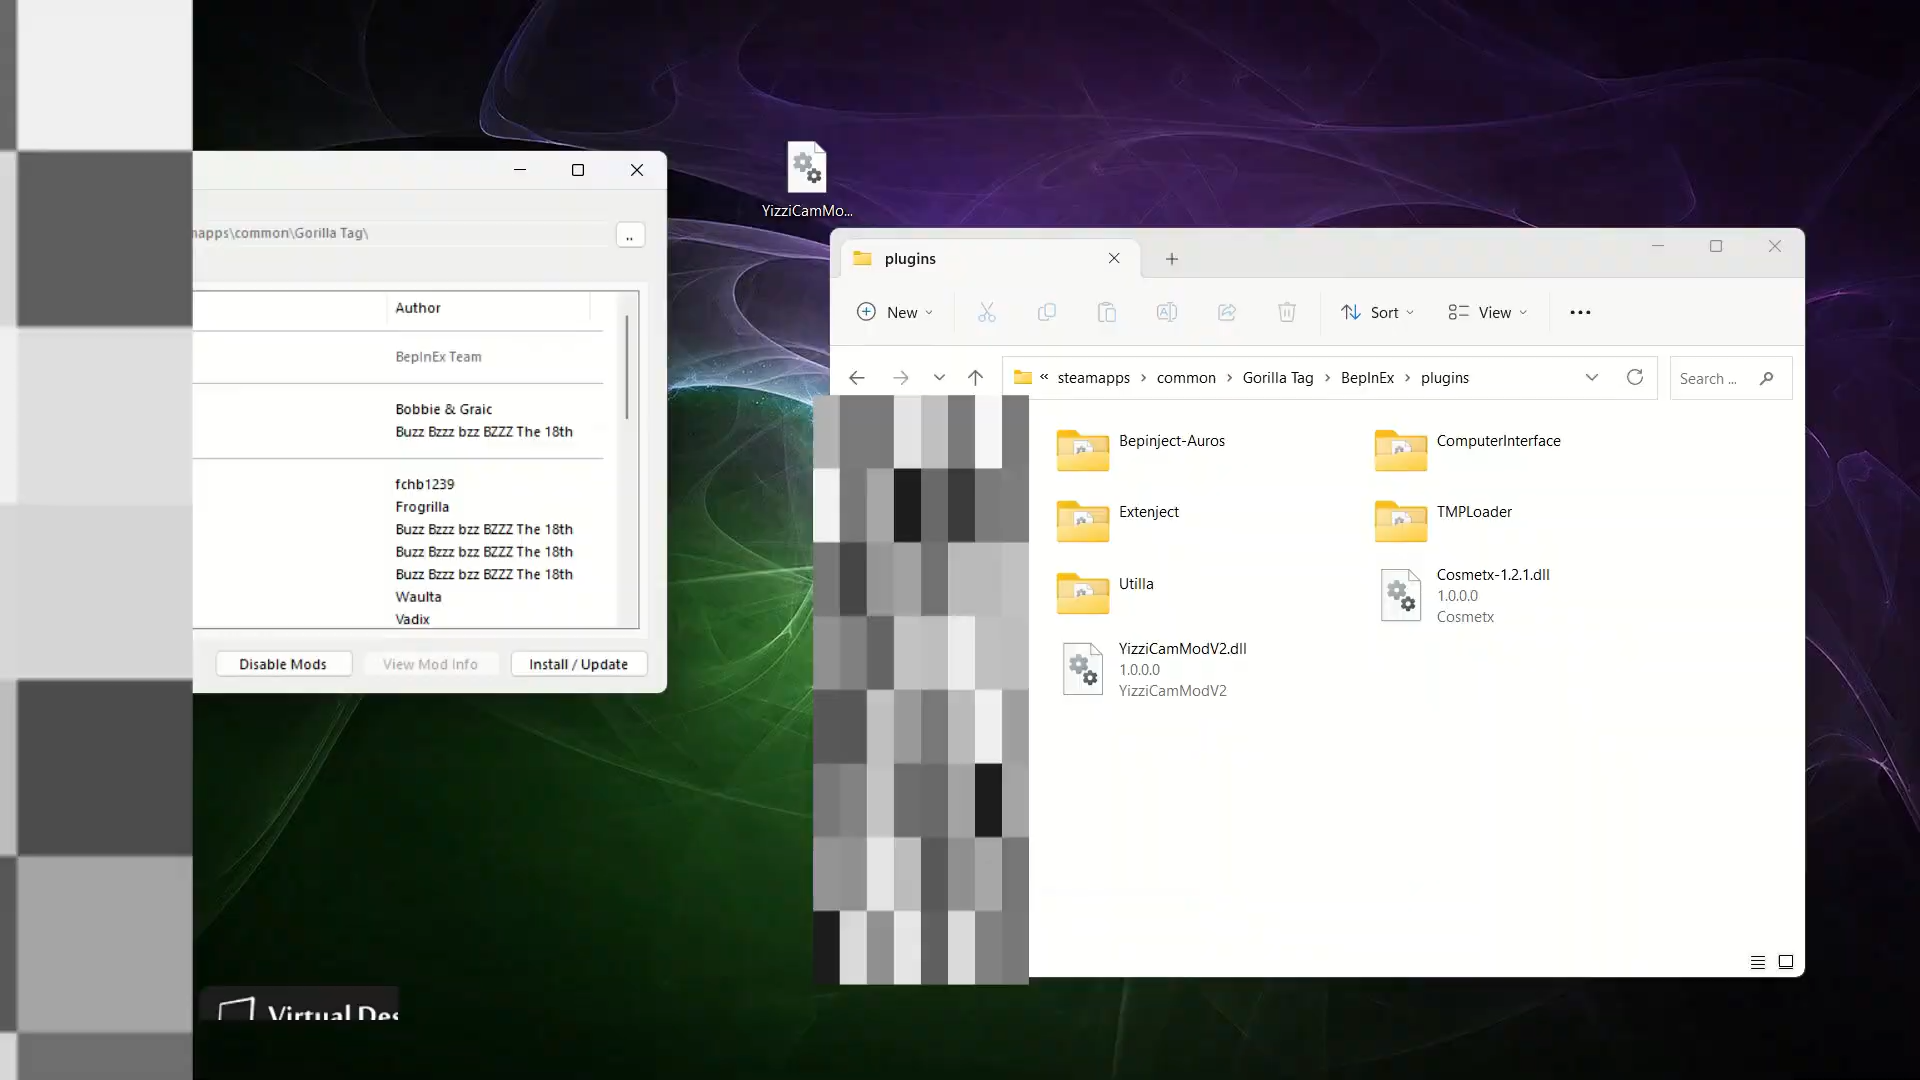 YizziCamMo...
mapps\common\Gorilla Tag\
..
Author
BepInEx Team
Bobbie & Graic
Buzz Bzzz bzz BZZZ The 18th
fchb1239
Frogrilla
Buzz Bzzz bzz BZZZ The 18th
Buzz Bzzz bzz BZZZ The 18th
Buzz Bzzz bzz BZZZ The 18th
Waulta
Vadix
Disable Mods
View Mod Info
Install / Update
plugins
New
Sort
View
« steamapps › common › Gorilla Tag › BepInEx › plugins
Search ...
Bepinject-Auros
ComputerInterface
Extenject
TMPLoader
Utilla
Cosmetx-1.2.1.dll
1.0.0.0
Cosmetx
YizziCamModV2.dll
1.0.0.0
YizziCamModV2
Virtual Des